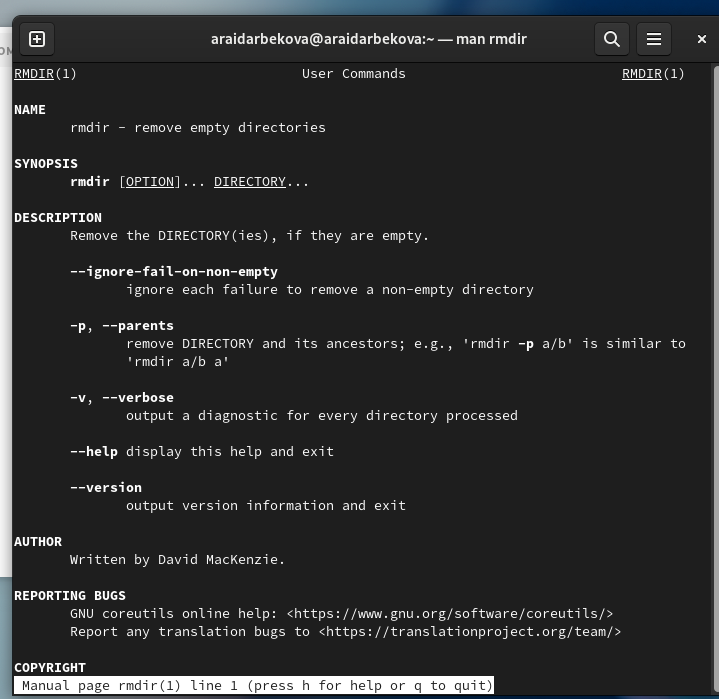 araidarbekova@araidarbekova:~ — man rmdir
RMDIR(1) User Commands RMDIR(1)
NAME
rmdir - remove empty directories
SYNOPSIS
rmdir [OPTION]... DIRECTORY...
DESCRIPTION
Remove the DIRECTORY(ies), if they are empty.
--ignore-fail-on-non-empty
ignore each failure to remove a non-empty directory
-p, --parents
remove DIRECTORY and its ancestors; e.g., 'rmdir -p a/b' is similar to
'rmdir a/b a'
-v, --verbose
output a diagnostic for every directory processed
--help display this help and exit
--version
output version information and exit
AUTHOR
Written by David MacKenzie.
REPORTING BUGS
GNU coreutils online help: <https://www.gnu.org/software/coreutils/>
Report any translation bugs to <https://translationproject.org/team/>
COPYRIGHT
Manual page rmdir(1) line 1 (press h for help or q to quit)